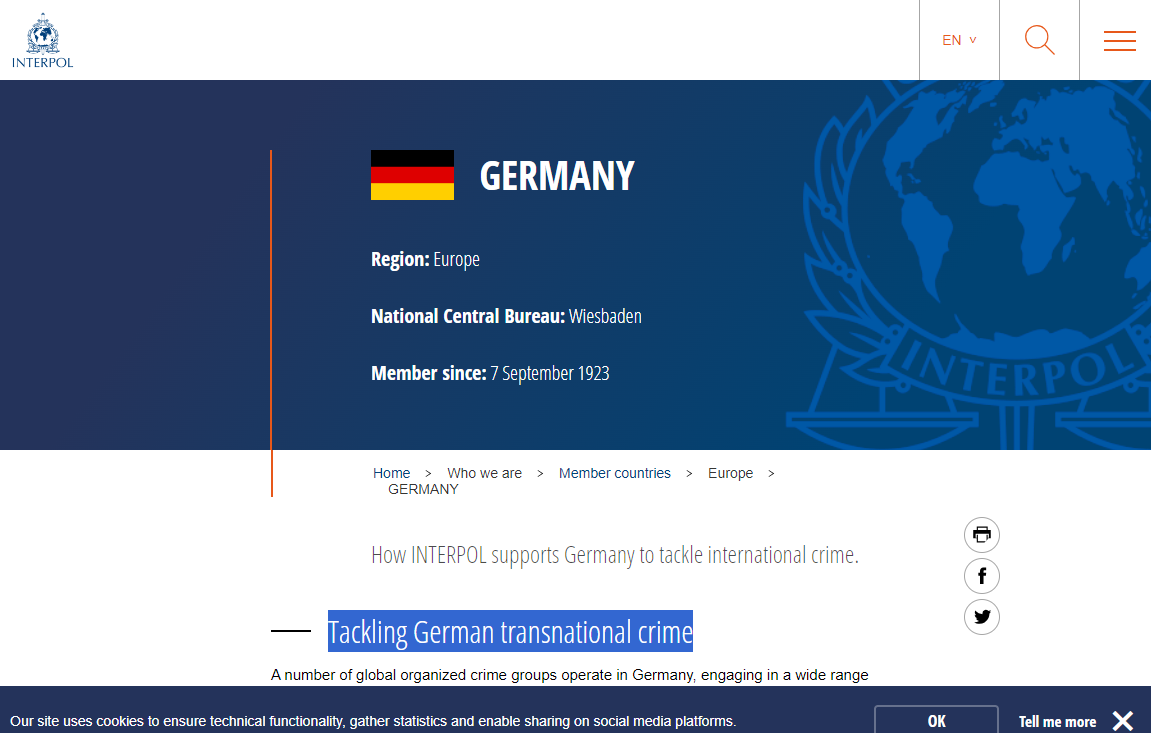 INTERPOL
EN v
GERMANY
Region: Europe
National Central Bureau: Wiesbaden
Member since: 7 September 1923
INTERPOL
Home > Who we are > Member countries > Europe >
GERMANY
How INTERPOL supports Germany to tackle international crime.
Tackling German transnational crime
A number of global organized crime groups operate in Germany, engaging in a wide range
Our site uses cookies to ensure technical functionality, gather statistics and enable sharing on social media platforms.
OK
Tell me more